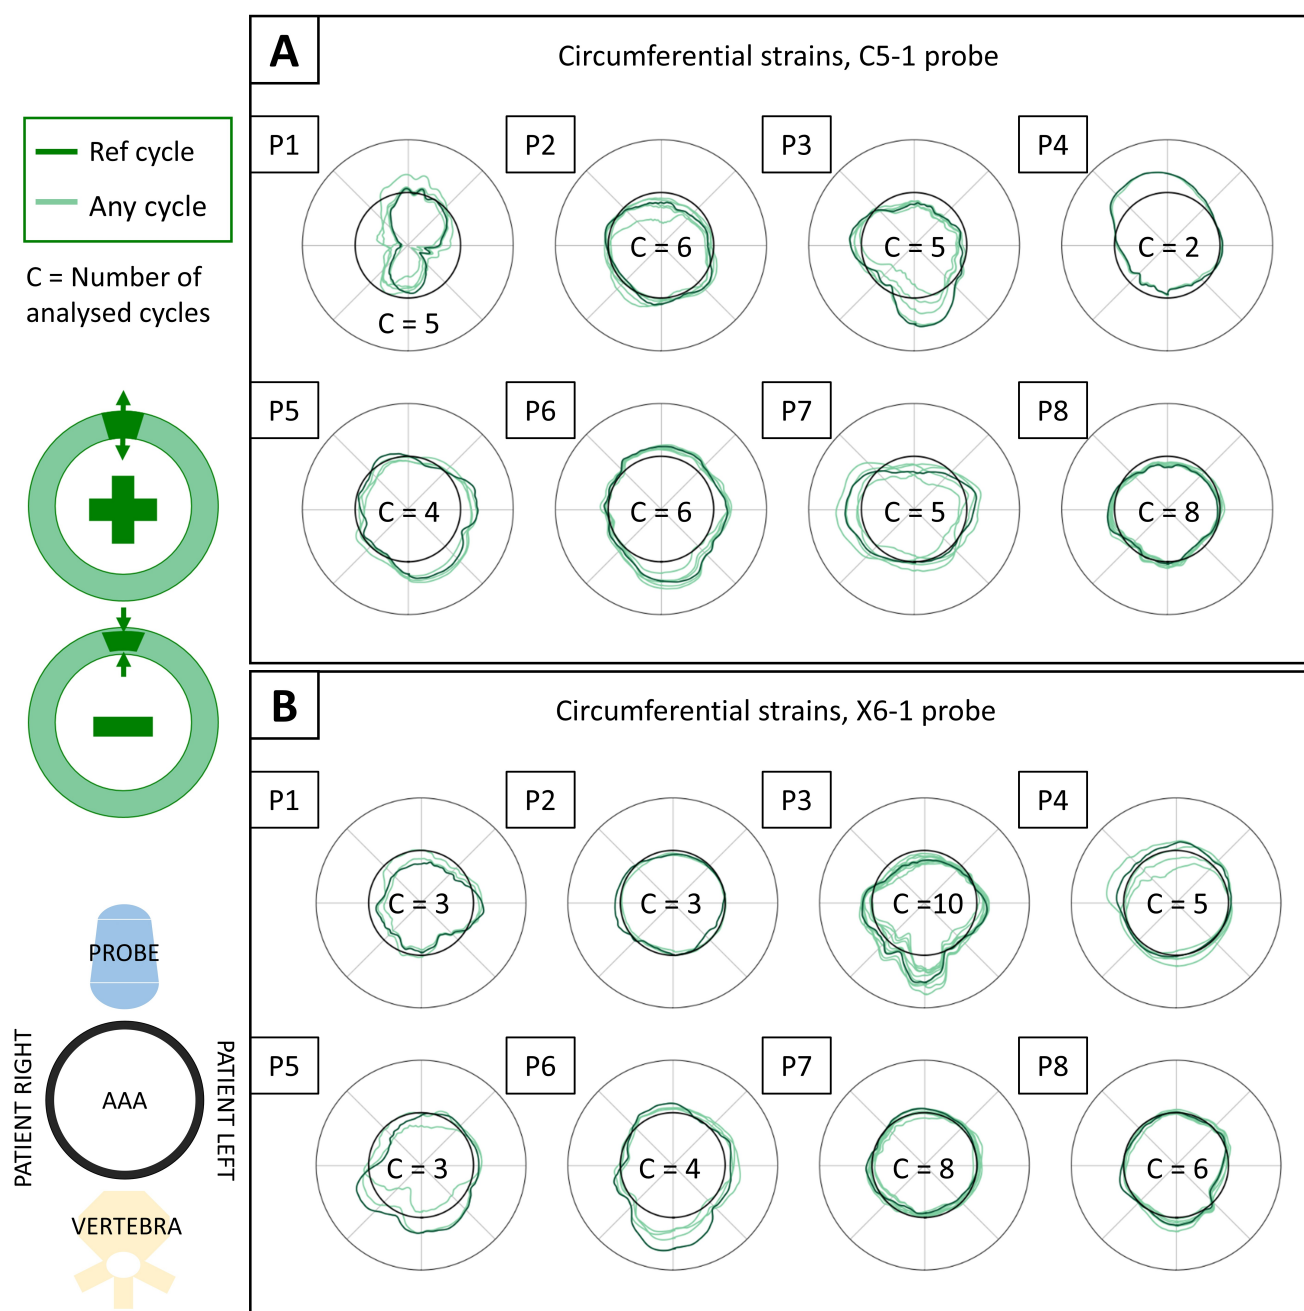 Ref cycle
Any cycle
C = Number of
analysed cycles
PROBE
PATIENT RIGHT
AAA
PATIENT LEFT
VERTEBRA
A
Circumferential strains, C5-1 probe
P1
C = 5
P2
C = 6
P3
C = 5
P4
C = 2
P5
C = 4
P6
C = 6
P7
C = 5
P8
C = 8
B
Circumferential strains, X6-1 probe
P1
C = 3
P2
C = 3
P3
C =10
P4
C = 5
P5
C = 3
P6
C = 4
P7
C = 8
P8
C = 6